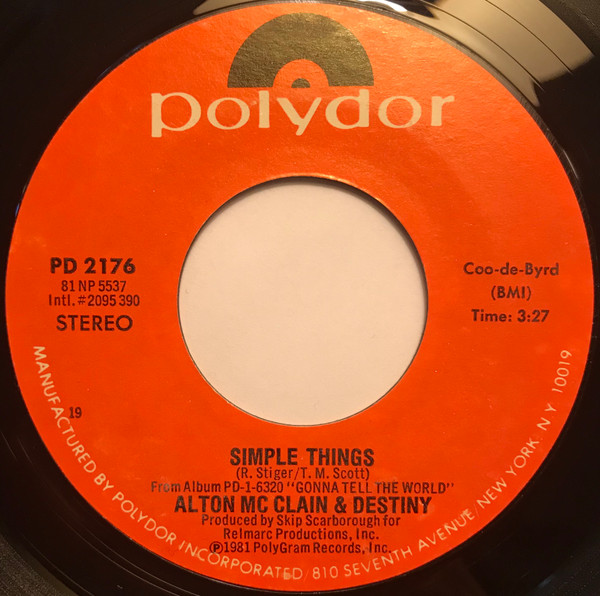 polydor
PD 2176
81 NP 5537
Intl. #2095 390
STEREO
Coo-de-Byrd
(BMI)
Time: 3:27
19
SIMPLE THINGS
(R. Stiger/T. M. Scott)
From Album PD-1-6320 "GONNA TELL THE WORLD"
ALTON MC CLAIN & DESTINY
Produced by Skip Scarborough for
Relmarc Productions, Inc.
℗1981 PolyGram Records, Inc.
MANUFACTURED BY POLYDOR INCORPORATED/810 SEVENTH AVENUE/NEW YORK, N Y 10019